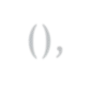 () ,